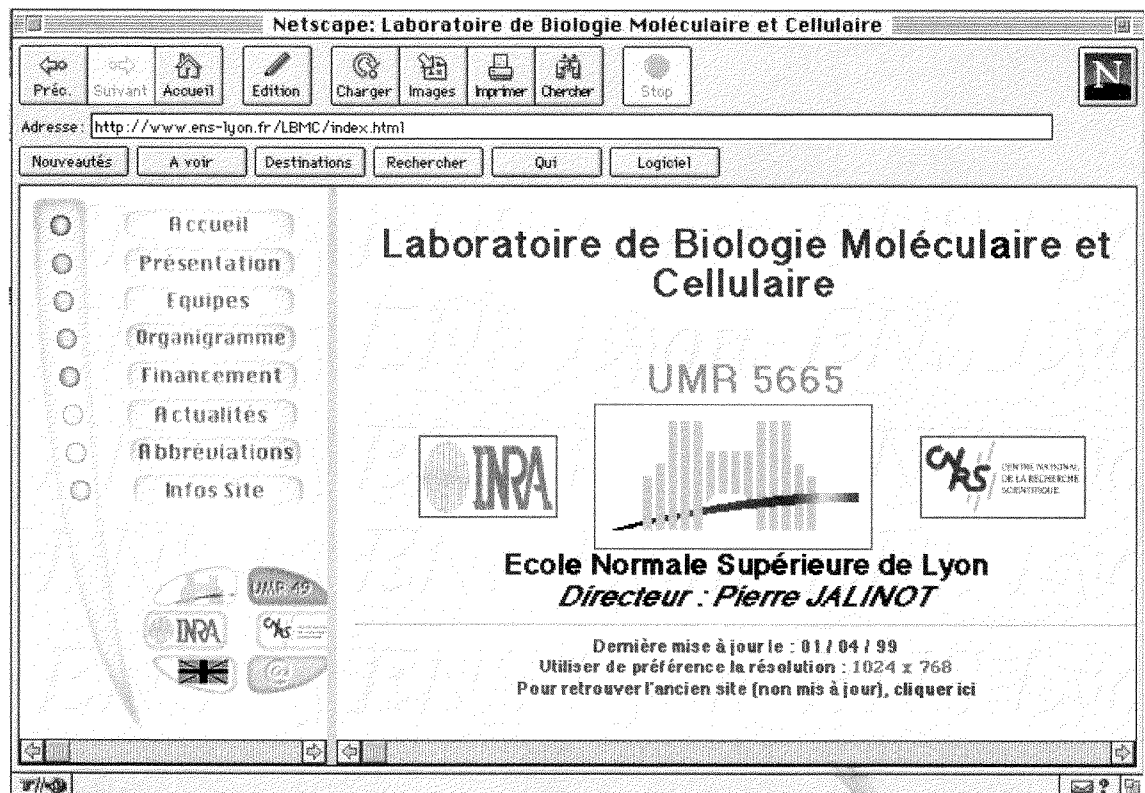 Netscape: Laboratoire de Biologie Moléculaire et Cellulaire
Préc. Suivant Accueil Edition Charger Images Imprimer Chercher Stop
N
Adresse: http://www.ens-lyon.fr/LBMC/index.html
Nouveautés A voir Destinations Rechercher Qui Logiciel
Accueil
Présentation
Equipes
Organigramme
Financement
Actualités
Abbréviations
Infos Site
UMR 49
INRA CNRS
@
Laboratoire de Biologie Moléculaire et
Cellulaire
UMR 5665
INRA
CNRS CENTRE NATIONAL
DE LA RECHERCHE
SCIENTIFIQUE
Ecole Normale Supérieure de Lyon
Directeur : Pierre JALINOT
Dernière mise à jour le : 01 / 04 / 99
Utiliser de préférence la résolution : 1024 x 768
Pour retrouver l'ancien site (non mis à jour), cliquer ici
?